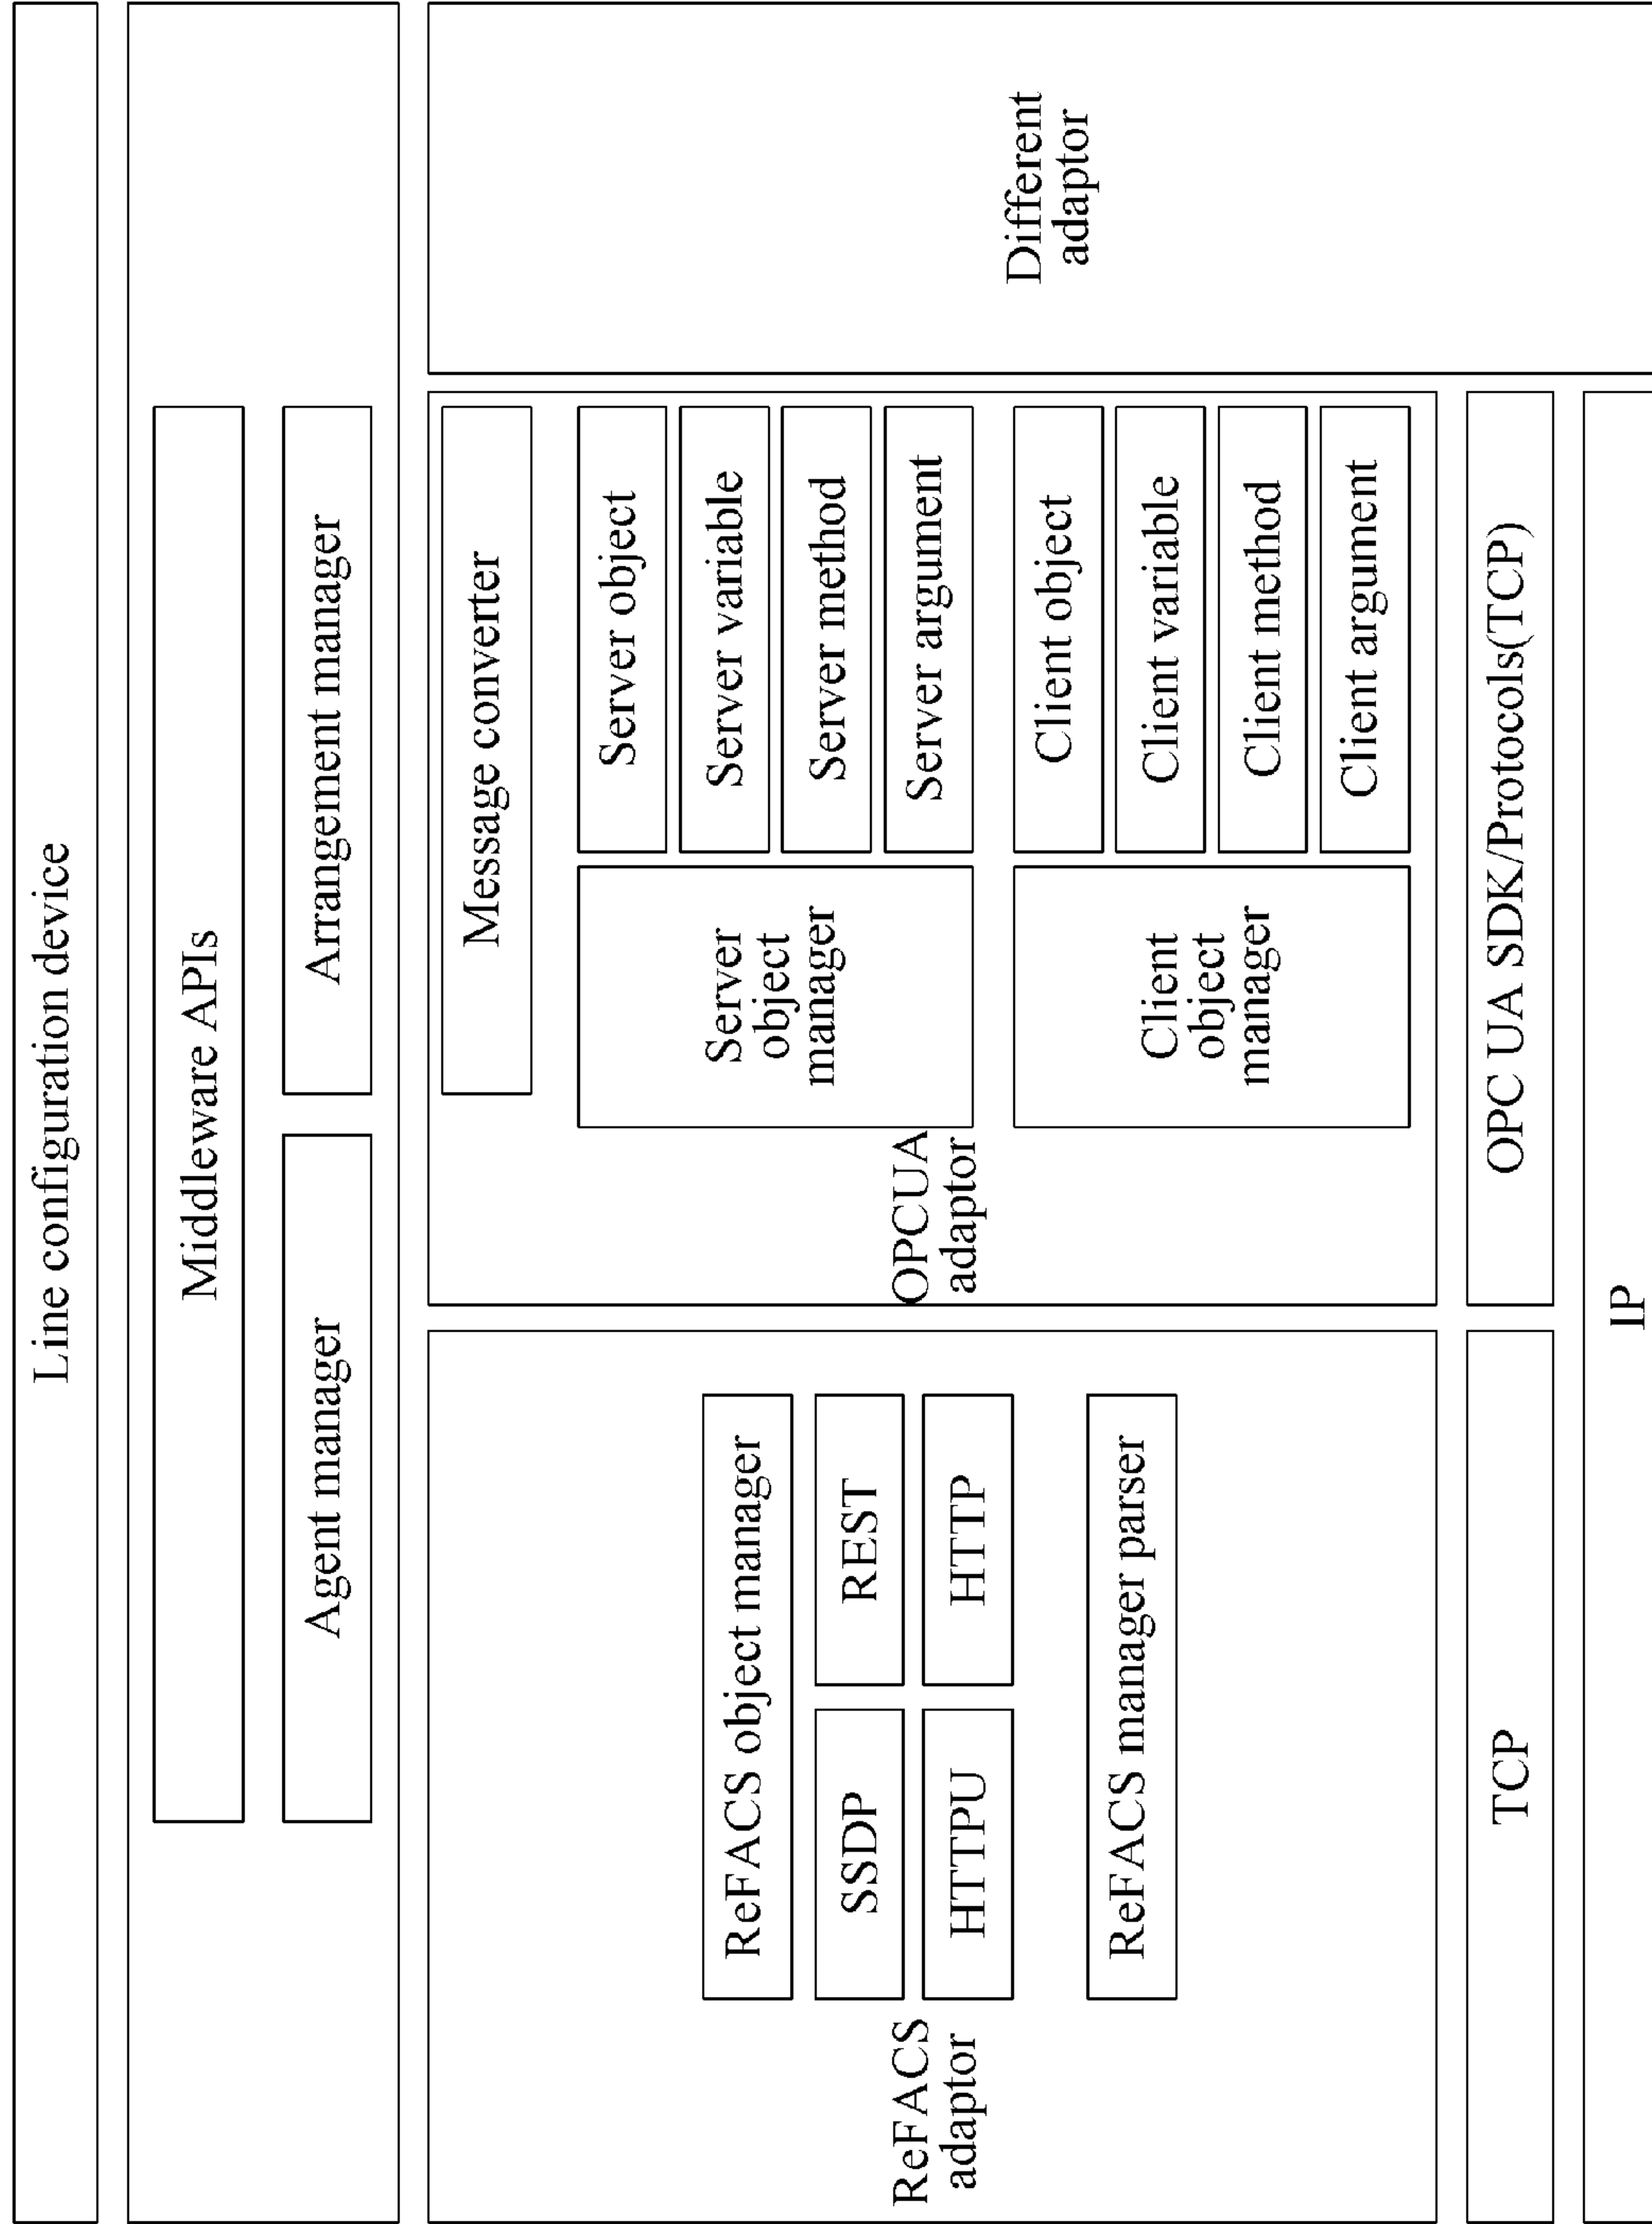 Line configuration device
Middleware APIs
Agent manager
Arrangement manager
ReFACS
adaptor
ReFACS object manager
SSDP
REST
HTTPU
HTTP
ReFACS manager parser
OPCUA
adaptor
Message converter
Server
object
manager
Server object
Server variable
Server method
Server argument
Client
object
manager
Client object
Client variable
Client method
Client argument
Different
adaptor
TCP
OPC UA SDK/Protocols(TCP)
IP